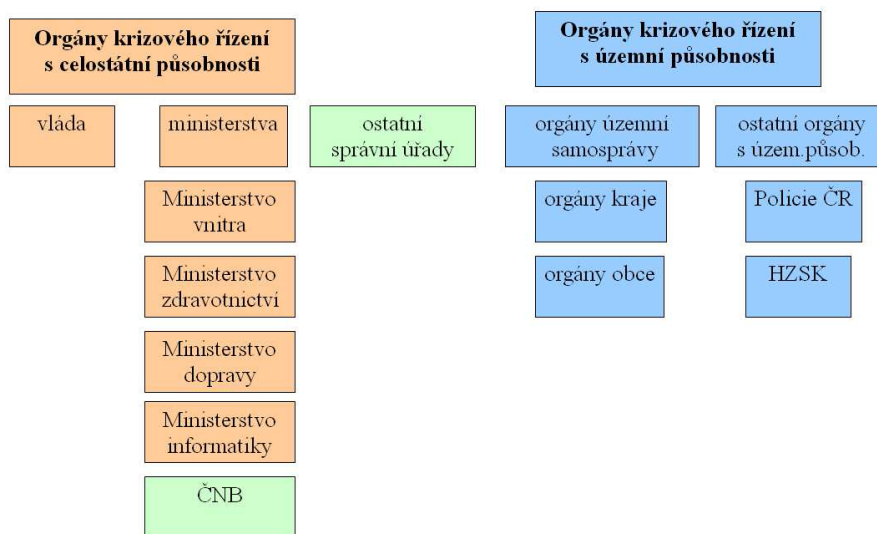 Orgány krizového řízení
s celostátní působnosti
Orgány krizového řízení
s územní působnosti
vláda
ministerstva
ostatní
správní úřady
orgány územní
samosprávy
ostatní orgány
s územ.působ.
Ministerstvo
vnitra
orgány kraje
Policie ČR
Ministerstvo
zdravotnictví
orgány obce
HZSK
Ministerstvo
dopravy
Ministerstvo
informatiky
ČNB